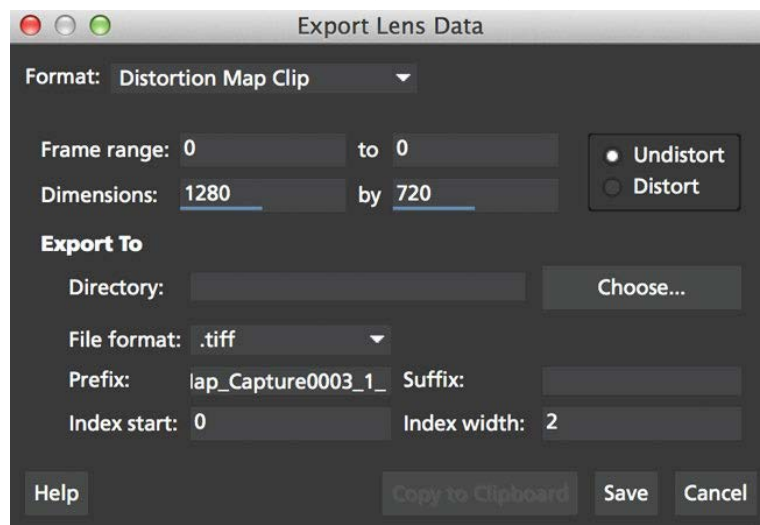 Export Lens Data
Format: Distortion Map Clip
Frame range: 0 to 0
Undistort
Dimensions: 1280 by 720
Distort
Export To
Directory: Choose...
File format: .tiff
Prefix: lap_Capture0003_1_ Suffix:
Index start: 0 Index width: 2
Help Copy to Clipboard Save Cancel